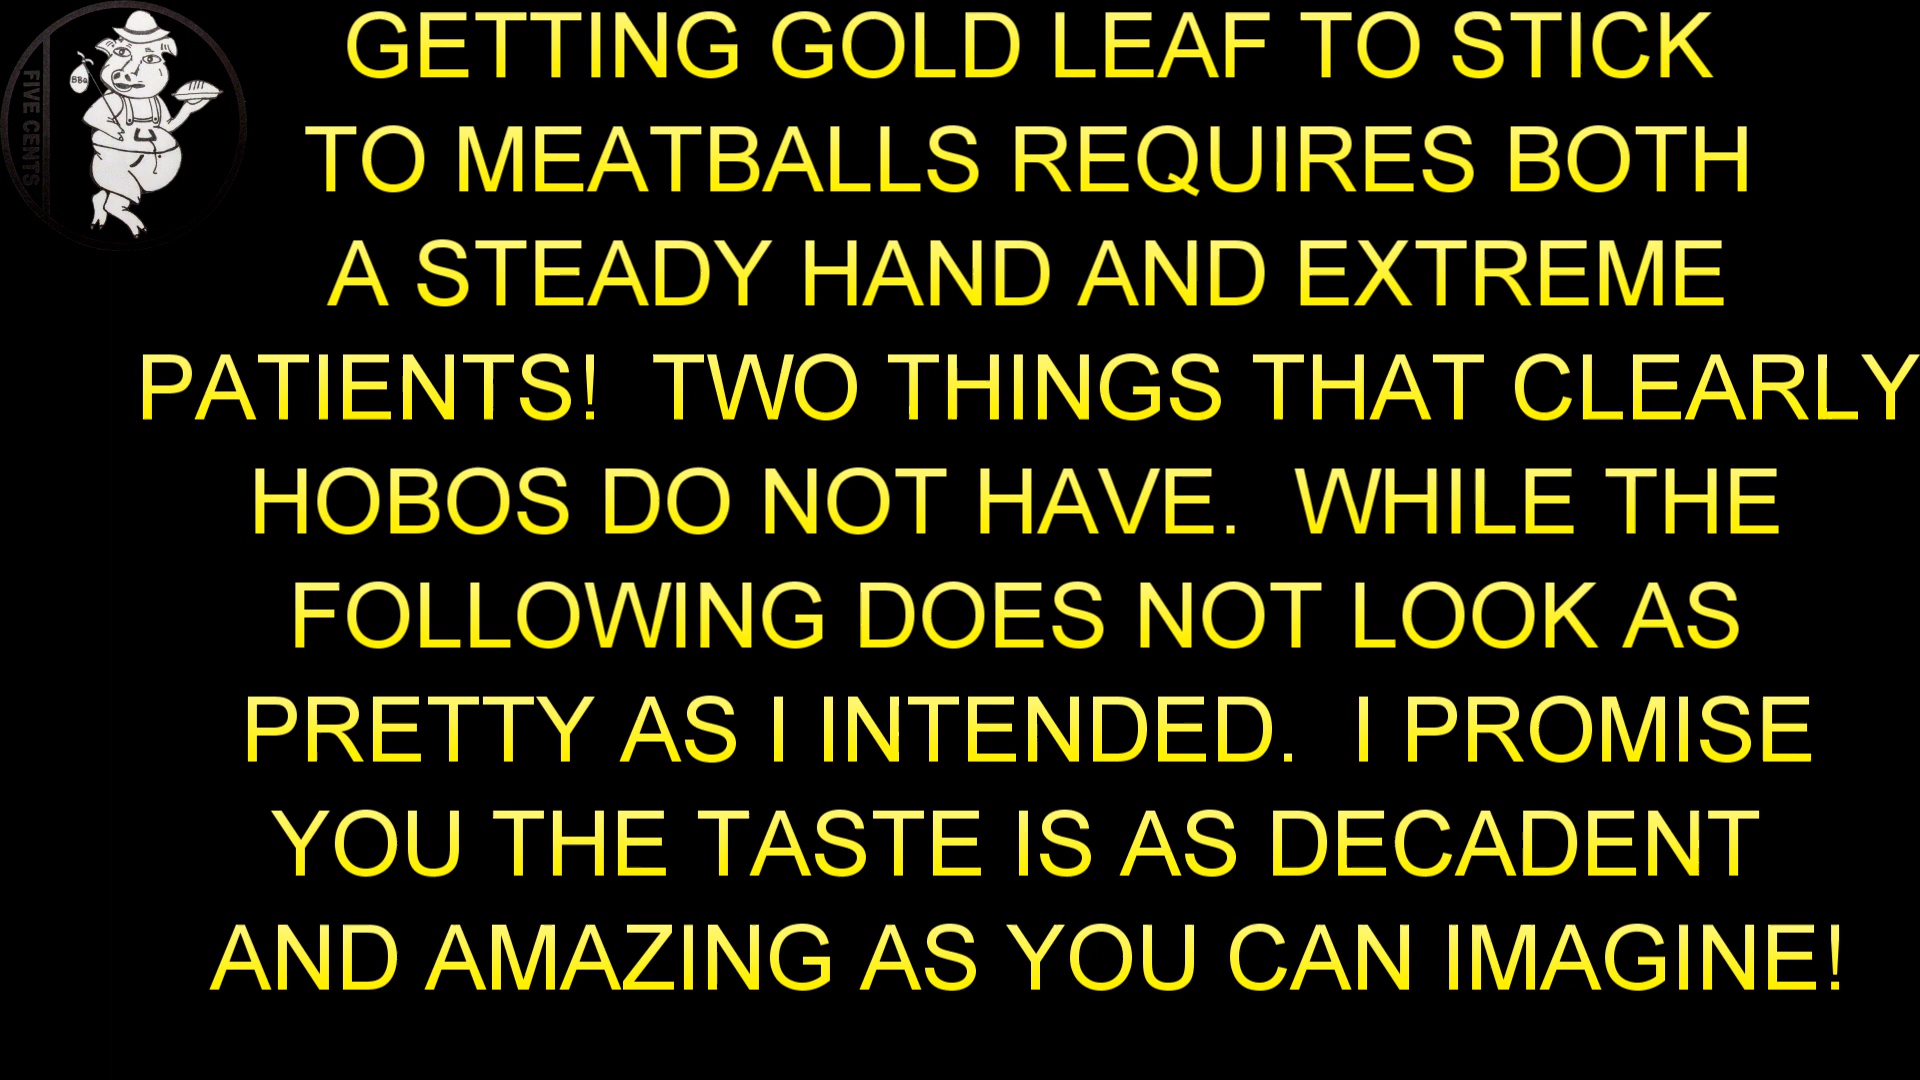 FIVE CENTS
BBQ
GETTING GOLD LEAF TO STICK
TO MEATBALLS REQUIRES BOTH
A STEADY HAND AND EXTREME
PATIENTS!  TWO THINGS THAT CLEARLY
HOBOS DO NOT HAVE.  WHILE THE
FOLLOWING DOES NOT LOOK AS
PRETTY AS I INTENDED.  I PROMISE
YOU THE TASTE IS AS DECADENT
AND AMAZING AS YOU CAN IMAGINE!